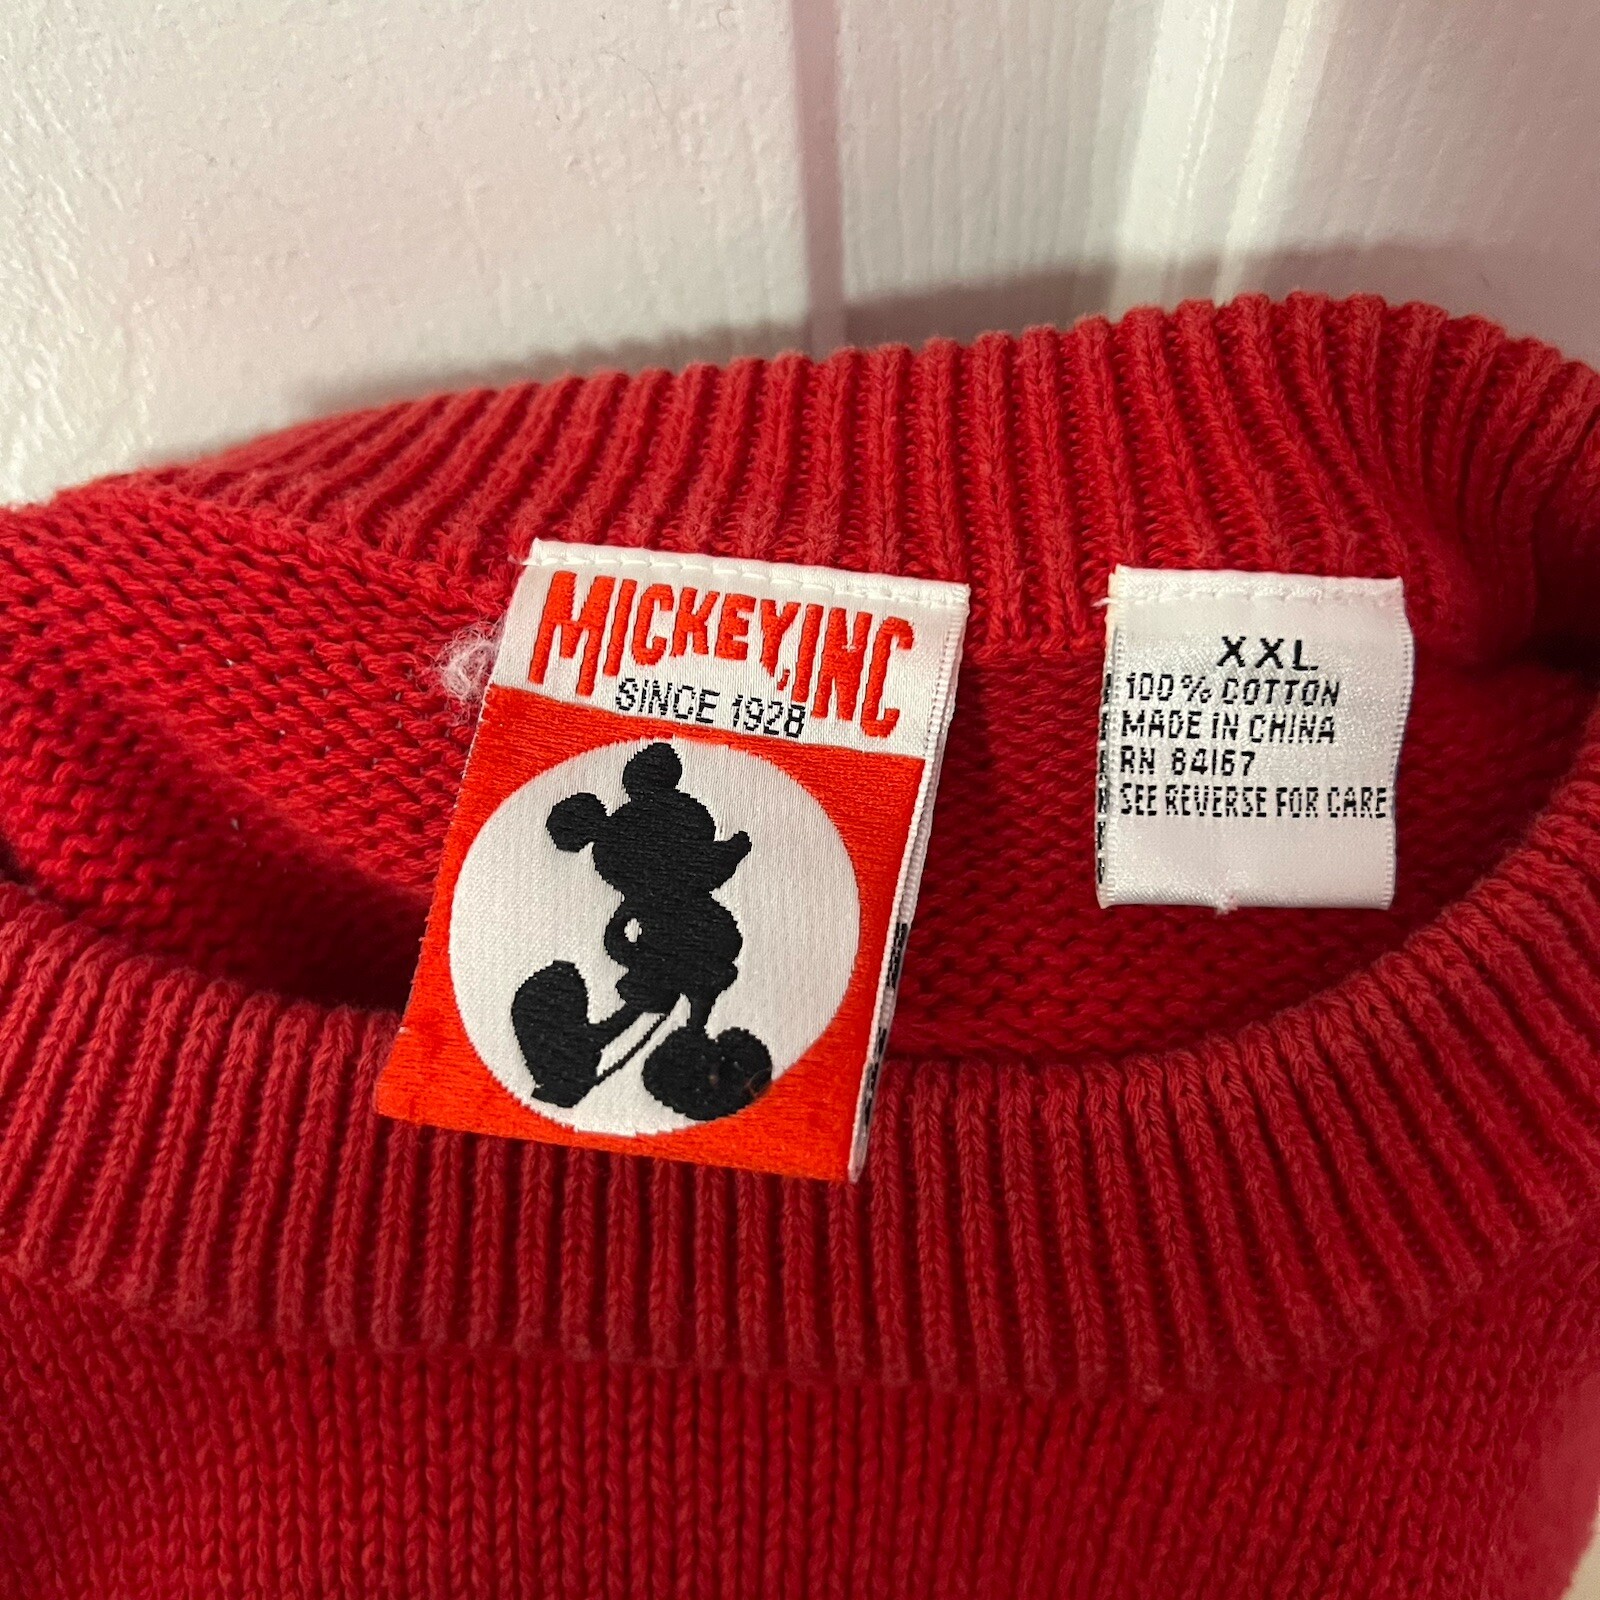 MICKEY, INC
SINCE 1928
XXL
100% COTTON
MADE IN CHINA
RN 84167
SEE REVERSE FOR CARE